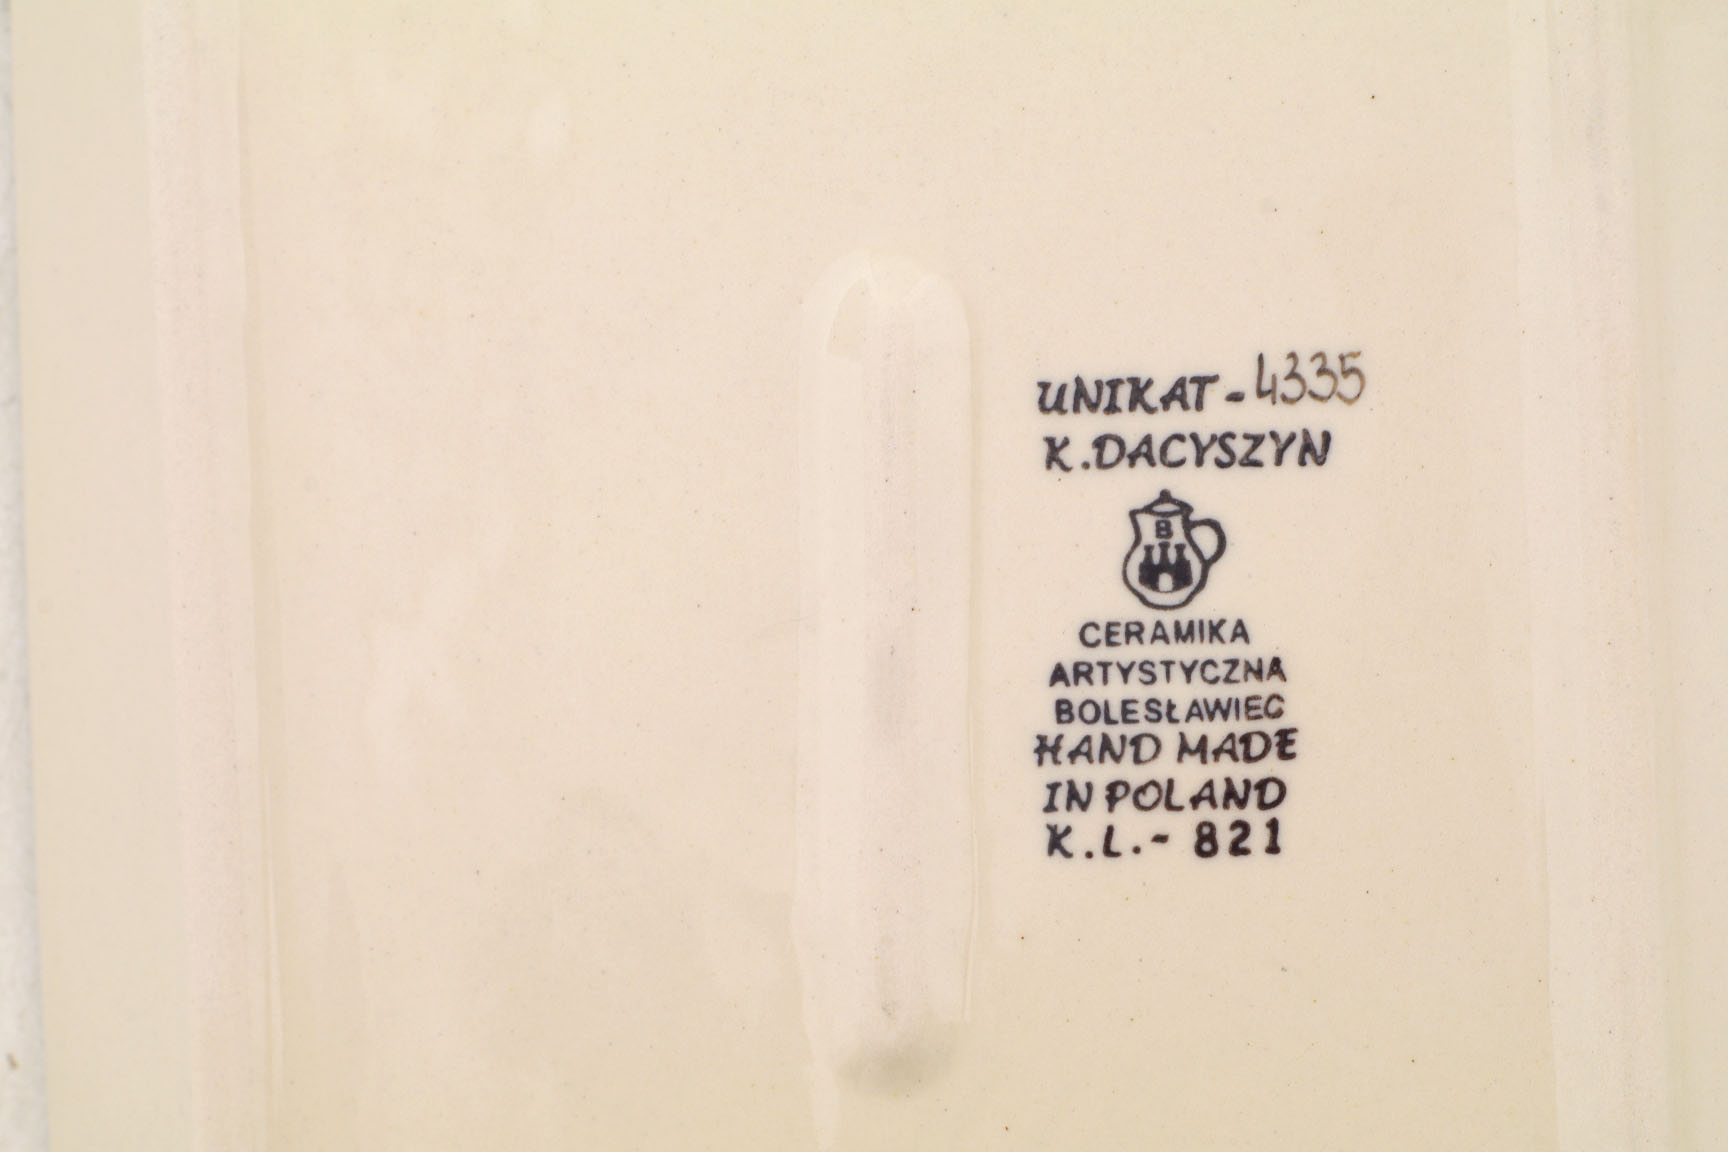 UNIKAT - 4335
K. DACYSZYN
B
CERAMIKA
ARTYSTYCZNA
BOLESŁAWIEC
HAND MADE
IN POLAND
K.L.- 821